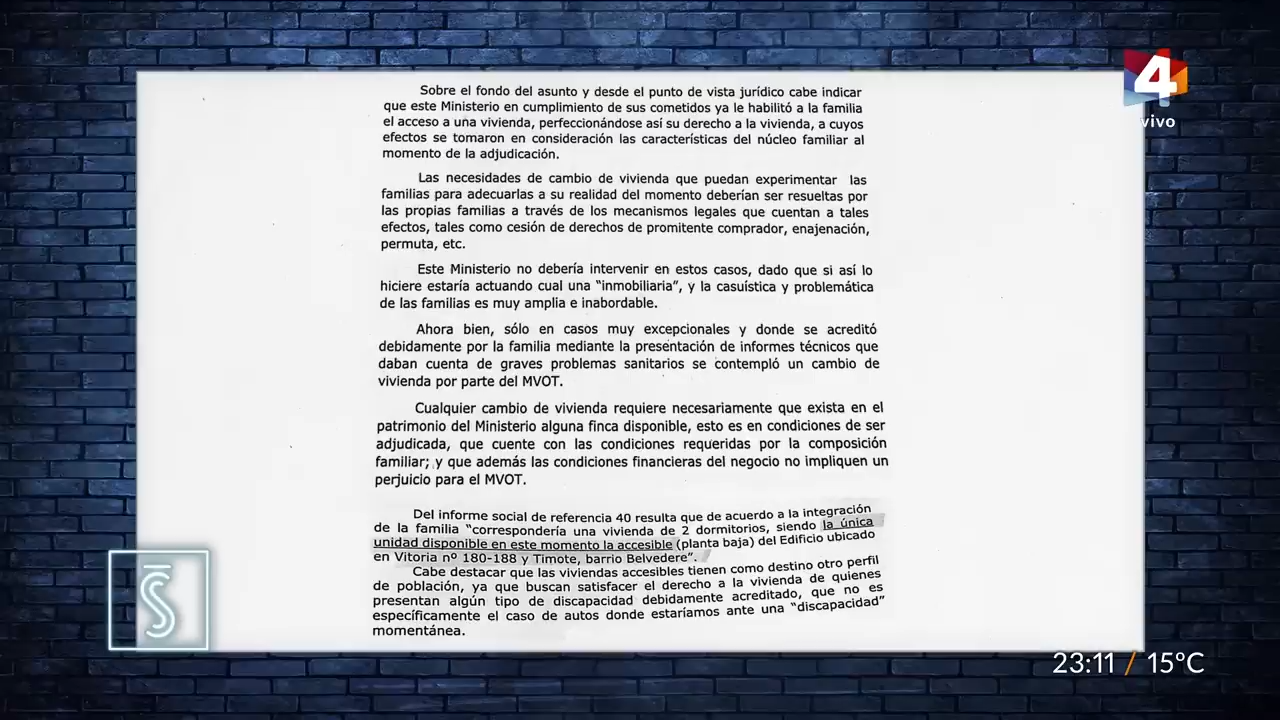 4
vivo
Sobre el fondo del asunto y desde el punto de vista jurídico cabe indicar
que este Ministerio en cumplimiento de sus cometidos ya le habilitó a la familia
el acceso a una vivienda, perfeccionándose así su derecho a la vivienda, a cuyos
efectos se tomaron en consideración las características del núcleo familiar al
momento de la adjudicación.
Las necesidades de cambio de vivienda que puedan experimentar las
familias para adecuarlas a su realidad del momento deberían ser resueltas por
las propias familias a través de los mecanismos legales que cuentan a tales
efectos, tales como cesión de derechos de promitente comprador, enajenación,
permuta, etc.
Este Ministerio no debería intervenir en estos casos, dado que si así lo
hiciere estaría actuando cual una “inmobiliaria”, y la casuística y problemática
de las familias es muy amplia e inabordable.
Ahora bien, sólo en casos muy excepcionales y donde se acreditó
debidamente por la familia mediante la presentación de informes técnicos que
daban cuenta de graves problemas sanitarios se contempló un cambio de
vivienda por parte del MVOT.
Cualquier cambio de vivienda requiere necesariamente que exista en el
patrimonio del Ministerio alguna finca disponible, esto es en condiciones de ser
adjudicada, que cuente con las condiciones requeridas por la composición
familiar; y que además las condiciones financieras del negocio no impliquen un
perjuicio para el MVOT.
Del informe social de referencia 40 resulta que de acuerdo a la integración
de la familia “correspondería una vivienda de 2 dormitorios, siendo la única
unidad disponible en este momento la accesible (planta baja) del Edificio ubicado
en Vitoria nº 180-188 y Timote, barrio Belvedere”.
Cabe destacar que las viviendas accesibles tienen como destino otro perfil
de población, ya que buscan satisfacer el derecho a la vivienda de quienes
presentan algún tipo de discapacidad debidamente acreditado, que no es
específicamente el caso de autos donde estaríamos ante una “discapacidad”
momentánea.
S
23:11 / 15°C